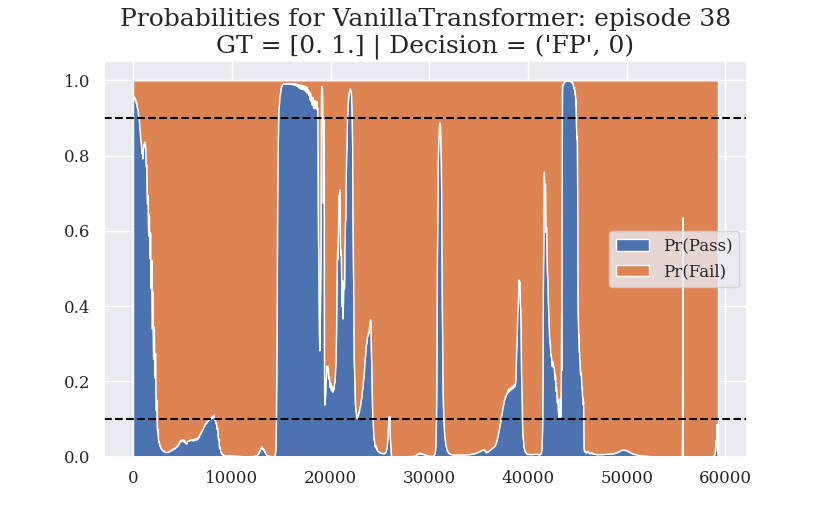 Probabilities for VanillaTransformer: episode 38
GT = [0. 1.] | Decision = ('FP', 0)
1.0
0.8
0.6
0.4
0.2
0.0
Pr(Pass)
Pr(Fail)
0 10000 20000 30000 40000 50000 60000